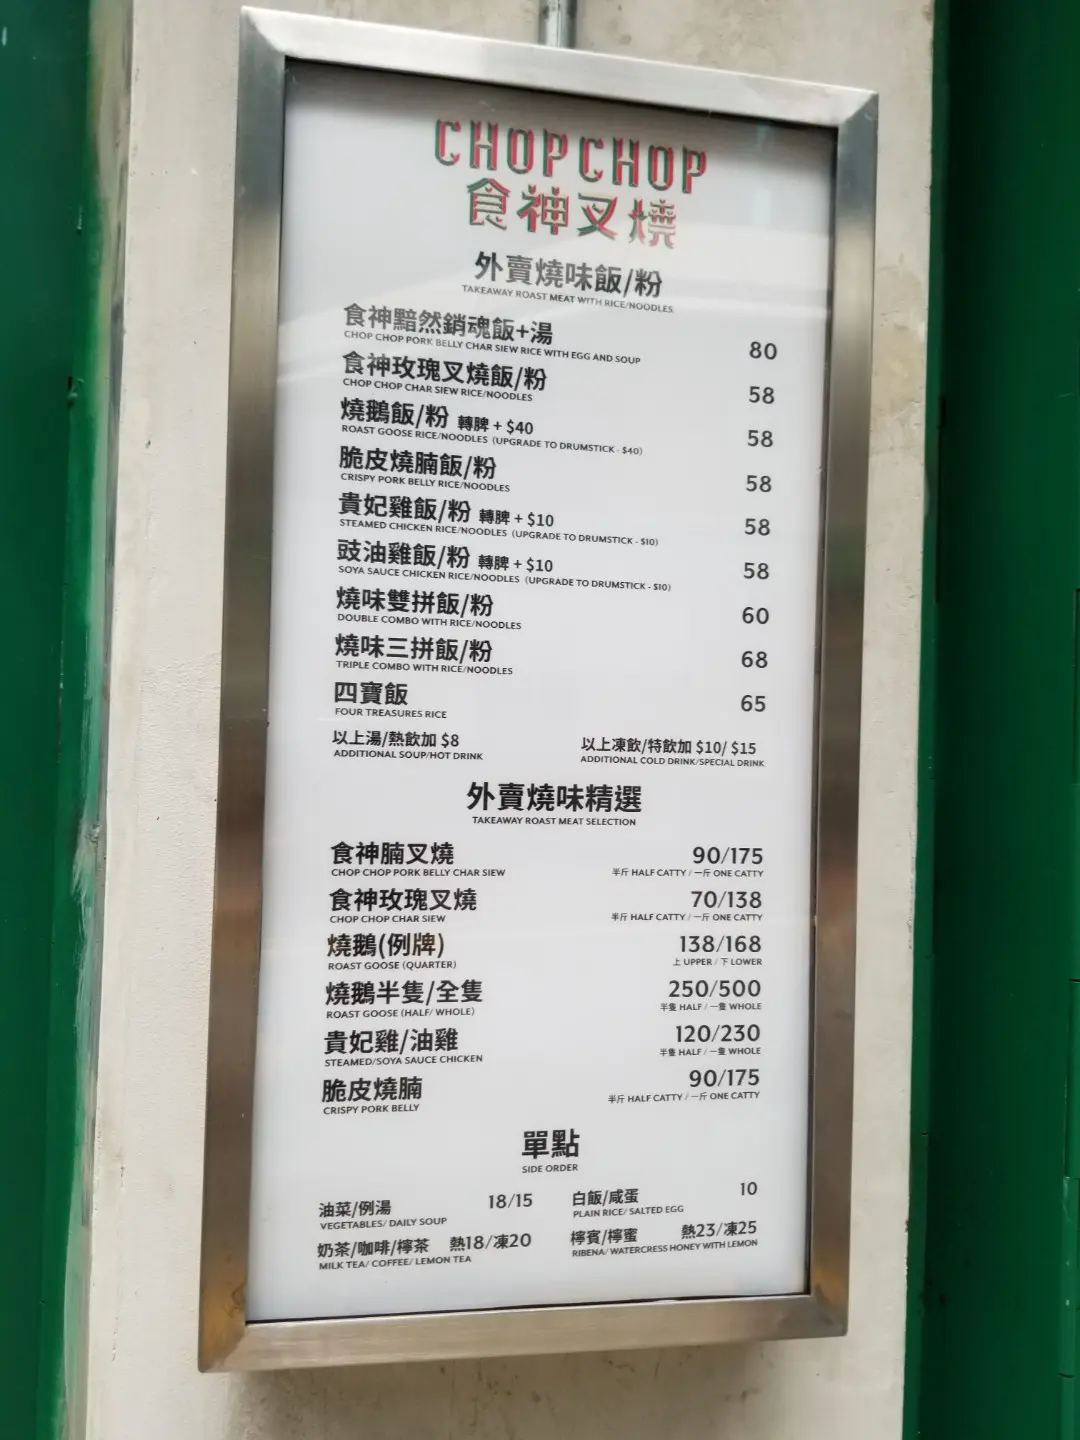 CHOPCHOP
食神叉燒
外賣燒味飯/粉
TAKEAWAY ROAST MEAT WITH RICE/NOODLES
食神黯然銷魂飯+湯 80
CHOP CHOP PORK BELLY CHAR SIEW RICE WITH EGG AND SOUP
食神玫瑰叉燒飯/粉 58
CHOP CHOP CHAR SIEW RICE/NOODLES
燒鵝飯/粉 轉脾 + $40 58
ROAST GOOSE RICE/NOODLES (UPGRADE TO DRUMSTICK - $40)
脆皮燒腩飯/粉 58
CRISPY PORK BELLY RICE/NOODLES
貴妃雞飯/粉 轉脾 + $10 58
STEAMED CHICKEN RICE/NOODLES (UPGRADE TO DRUMSTICK - $10)
豉油雞飯/粉 轉脾 + $10 58
SOYA SAUCE CHICKEN RICE/NOODLES (UPGRADE TO DRUMSTICK - $10)
燒味雙拼飯/粉 60
DOUBLE COMBO WITH RICE/NOODLES
燒味三拼飯/粉 68
TRIPLE COMBO WITH RICE/NOODLES
四寶飯 65
FOUR TREASURES RICE
以上湯/熱飲加 $8 以上凍飲/特飲加 $10/ $15
ADDITIONAL SOUP/HOT DRINK ADDITIONAL COLD DRINK/SPECIAL DRINK
外賣燒味精選
TAKEAWAY ROAST MEAT SELECTION
食神腩叉燒 90/175
CHOP CHOP PORK BELLY CHAR SIEW 半斤 HALF CATTY / 一斤 ONE CATTY
食神玫瑰叉燒 70/138
CHOP CHOP CHAR SIEW 半斤 HALF CATTY / 一斤 ONE CATTY
燒鵝(例牌) 138/168
ROAST GOOSE (QUARTER) 上 UPPER / 下 LOWER
燒鵝半隻/全隻 250/500
ROAST GOOSE (HALF/ WHOLE) 半隻 HALF / 一隻 WHOLE
貴妃雞/油雞 120/230
STEAMED/SOYA SAUCE CHICKEN 半隻 HALF / 一隻 WHOLE
脆皮燒腩 90/175
CRISPY PORK BELLY 半斤 HALF CATTY / 一斤 ONE CATTY
單點
SIDE ORDER
油菜/例湯 18/15 白飯/咸蛋 10
VEGETABLES/ DAILY SOUP PLAIN RICE/ SALTED EGG
奶茶/咖啡/檸茶 熱18/凍20 檸賓/檸蜜 熱23/凍25
MILK TEA/ COFFEE/ LEMON TEA RIBENA/ WATERCRESS HONEY WITH LEMON